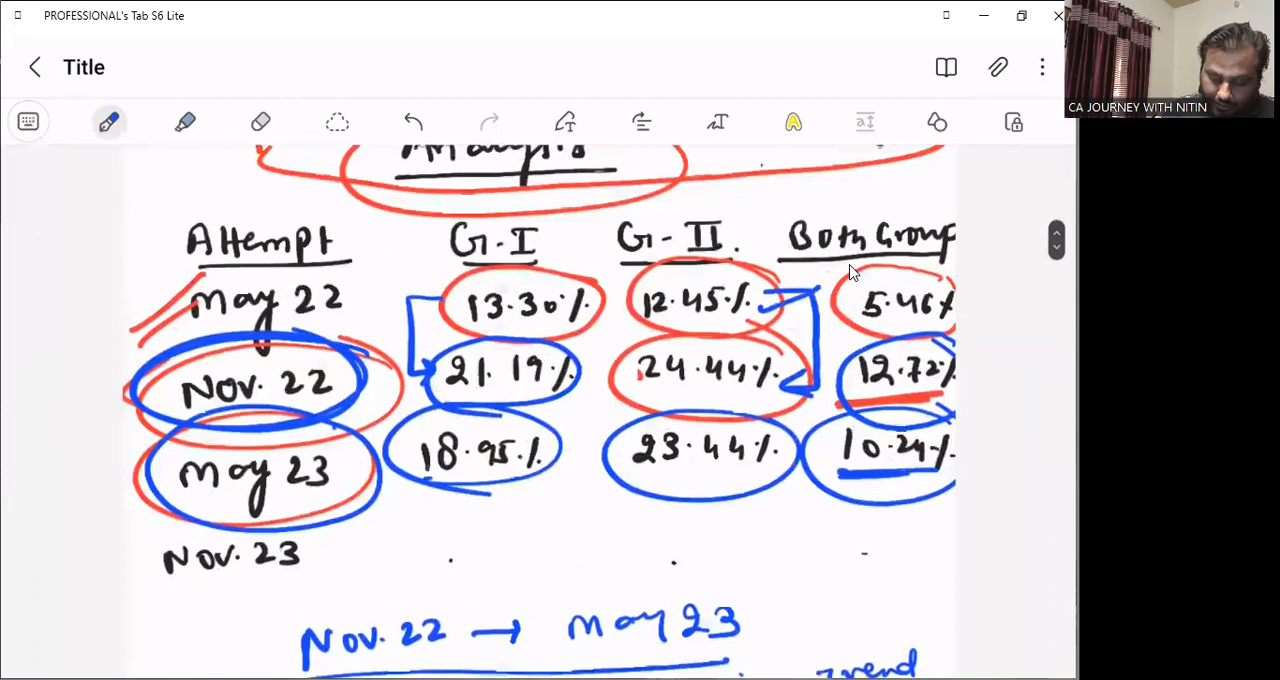 PROFESSIONAL's Tab S6 Lite
Title
CA JOURNEY WITH NITIN
Analysis
Attempt G-I G-II. Both Group
May 22 13.30% 12.45% 5.46%
Nov. 22 21.19% 24.44% 12.72%
May 23 18.95% 23.44% 10.24%
Nov. 23 . . -
Nov. 22 → May 23
Trend